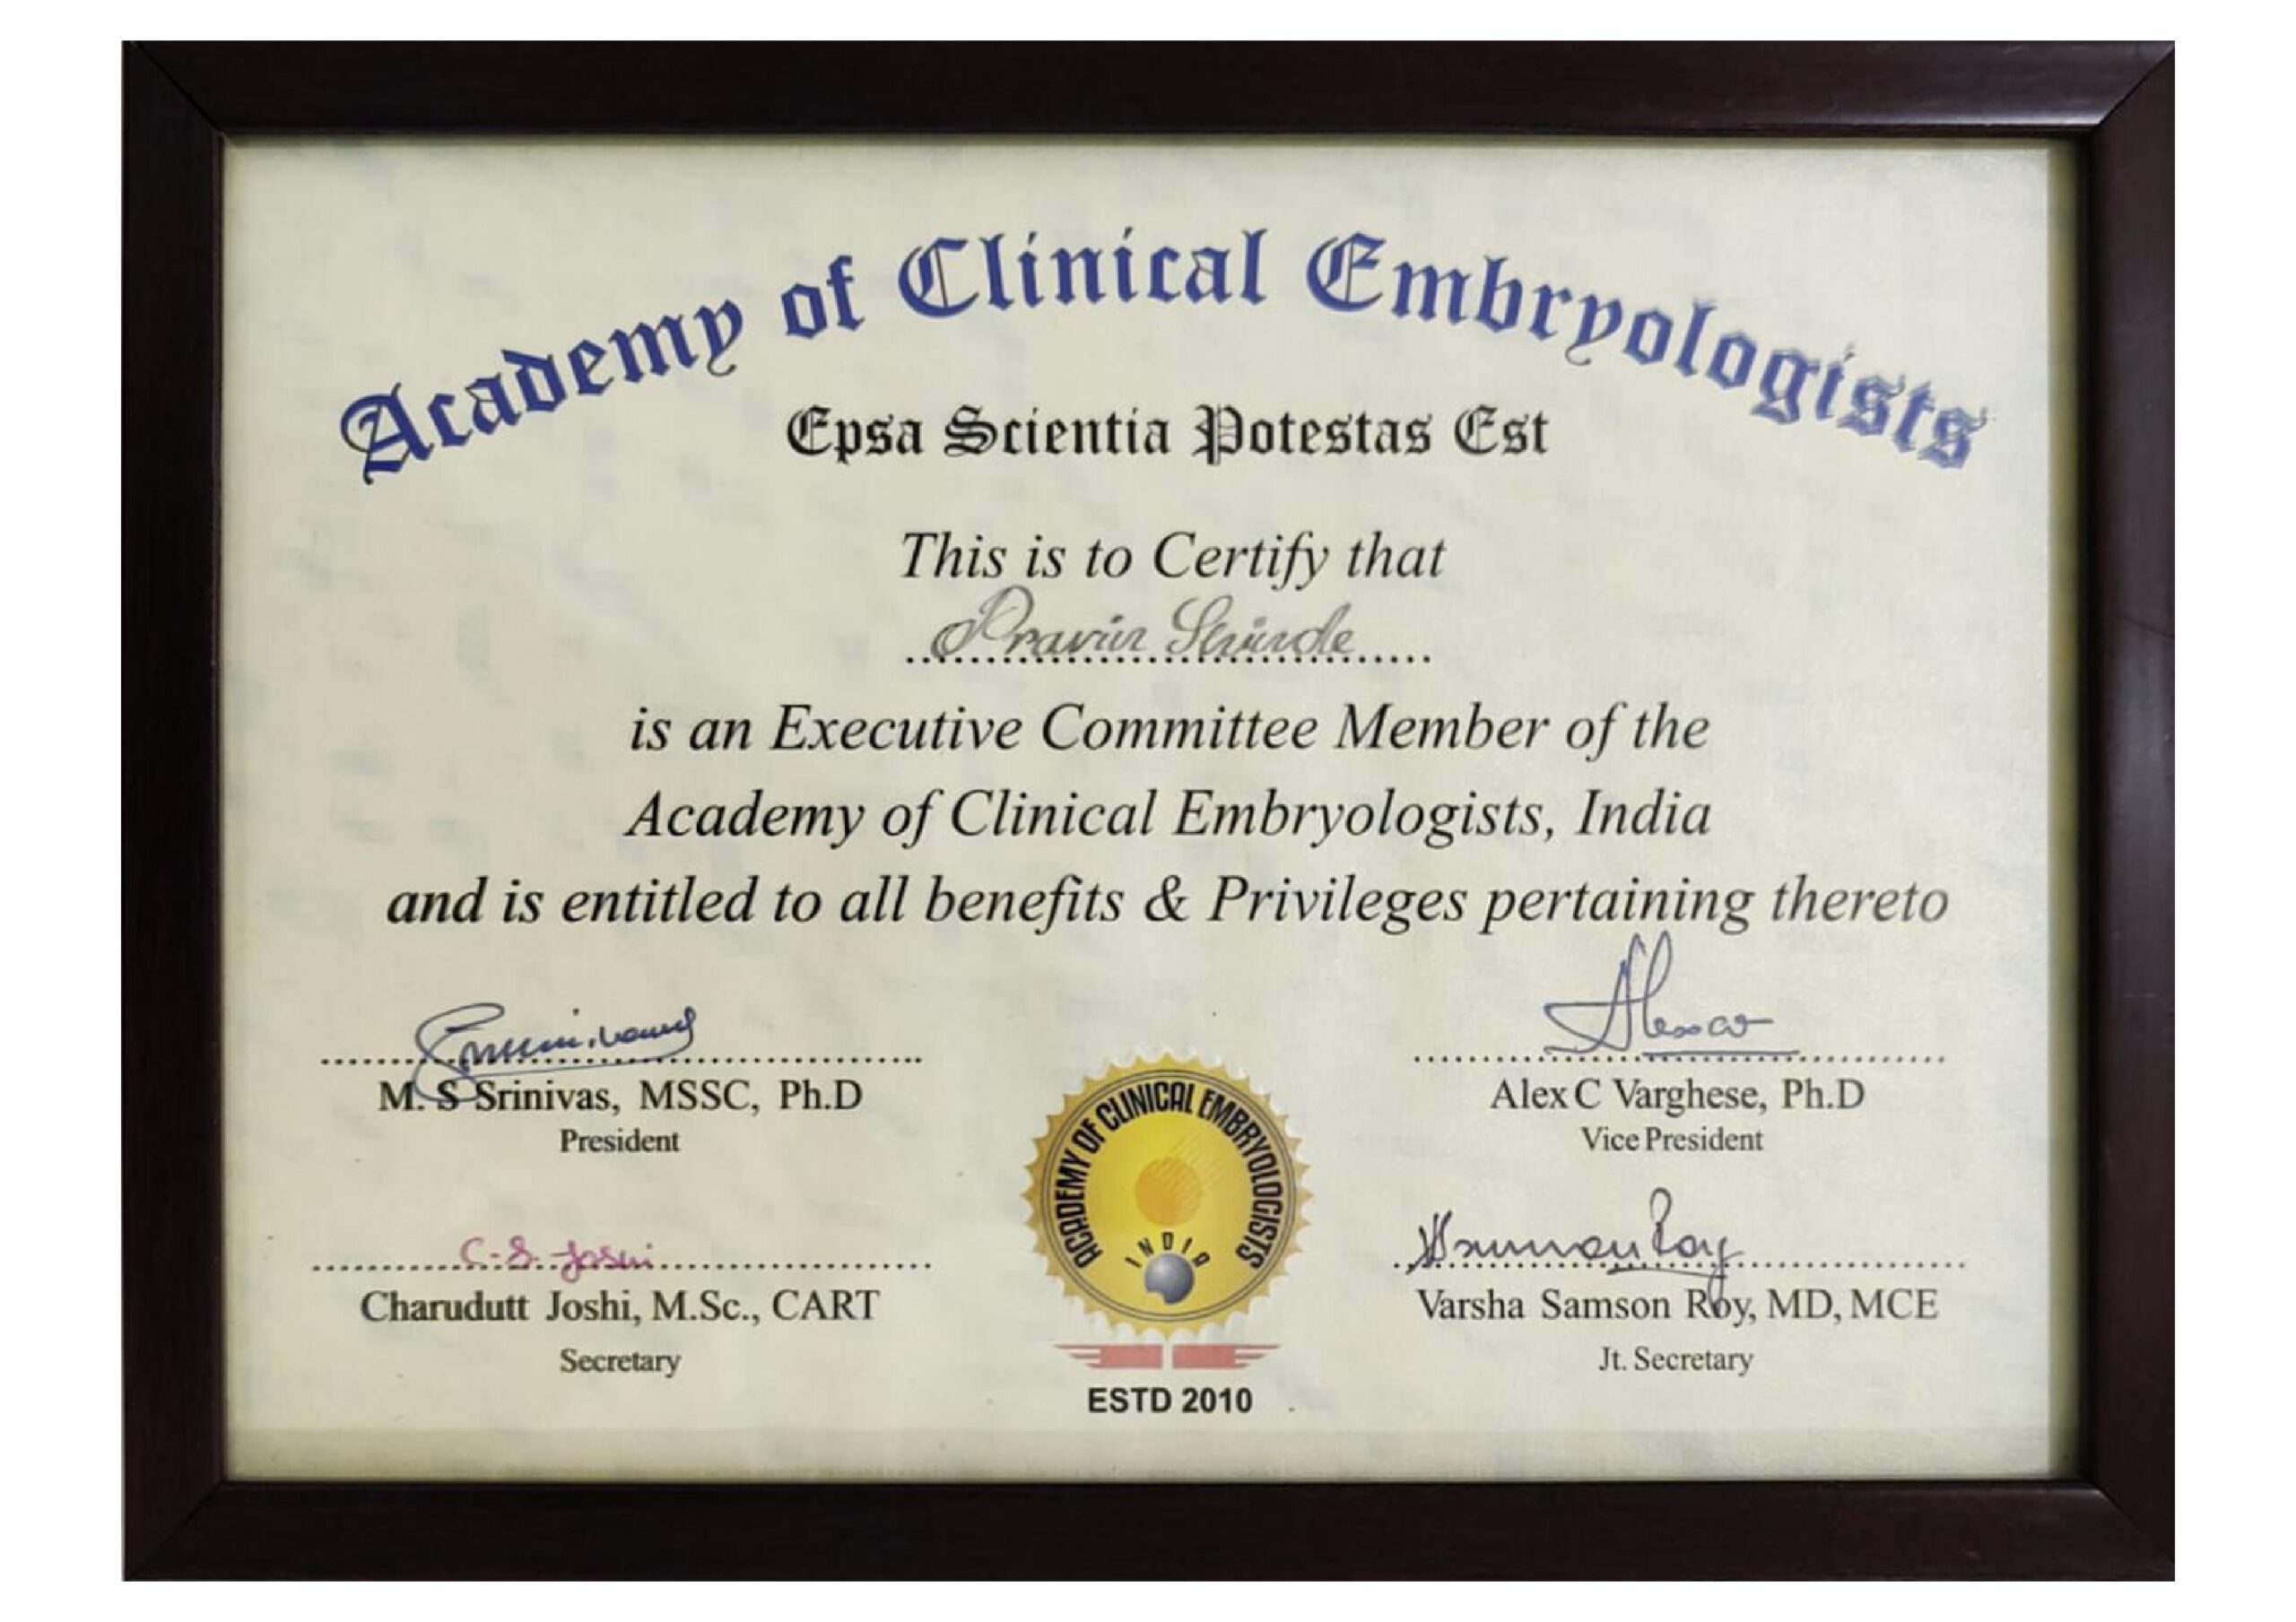 Academy of Clinical Embryologists
Epsa Scientia Potestas Est
This is to Certify that
Pravin Shinde
is an Executive Committee Member of the
Academy of Clinical Embryologists, India
and is entitled to all benefits & Privileges pertaining thereto
M. S Srinivas, MSSC, Ph.D
President
Alex C Varghese, Ph.D
Vice President
ACADEMY OF CLINICAL EMBRYOLOGISTS
INDIA
C.S. Joshi
Charudutt Joshi, M.Sc., CART
Secretary
Varsha Samson Roy, MD, MCE
Jt. Secretary
ESTD 2010